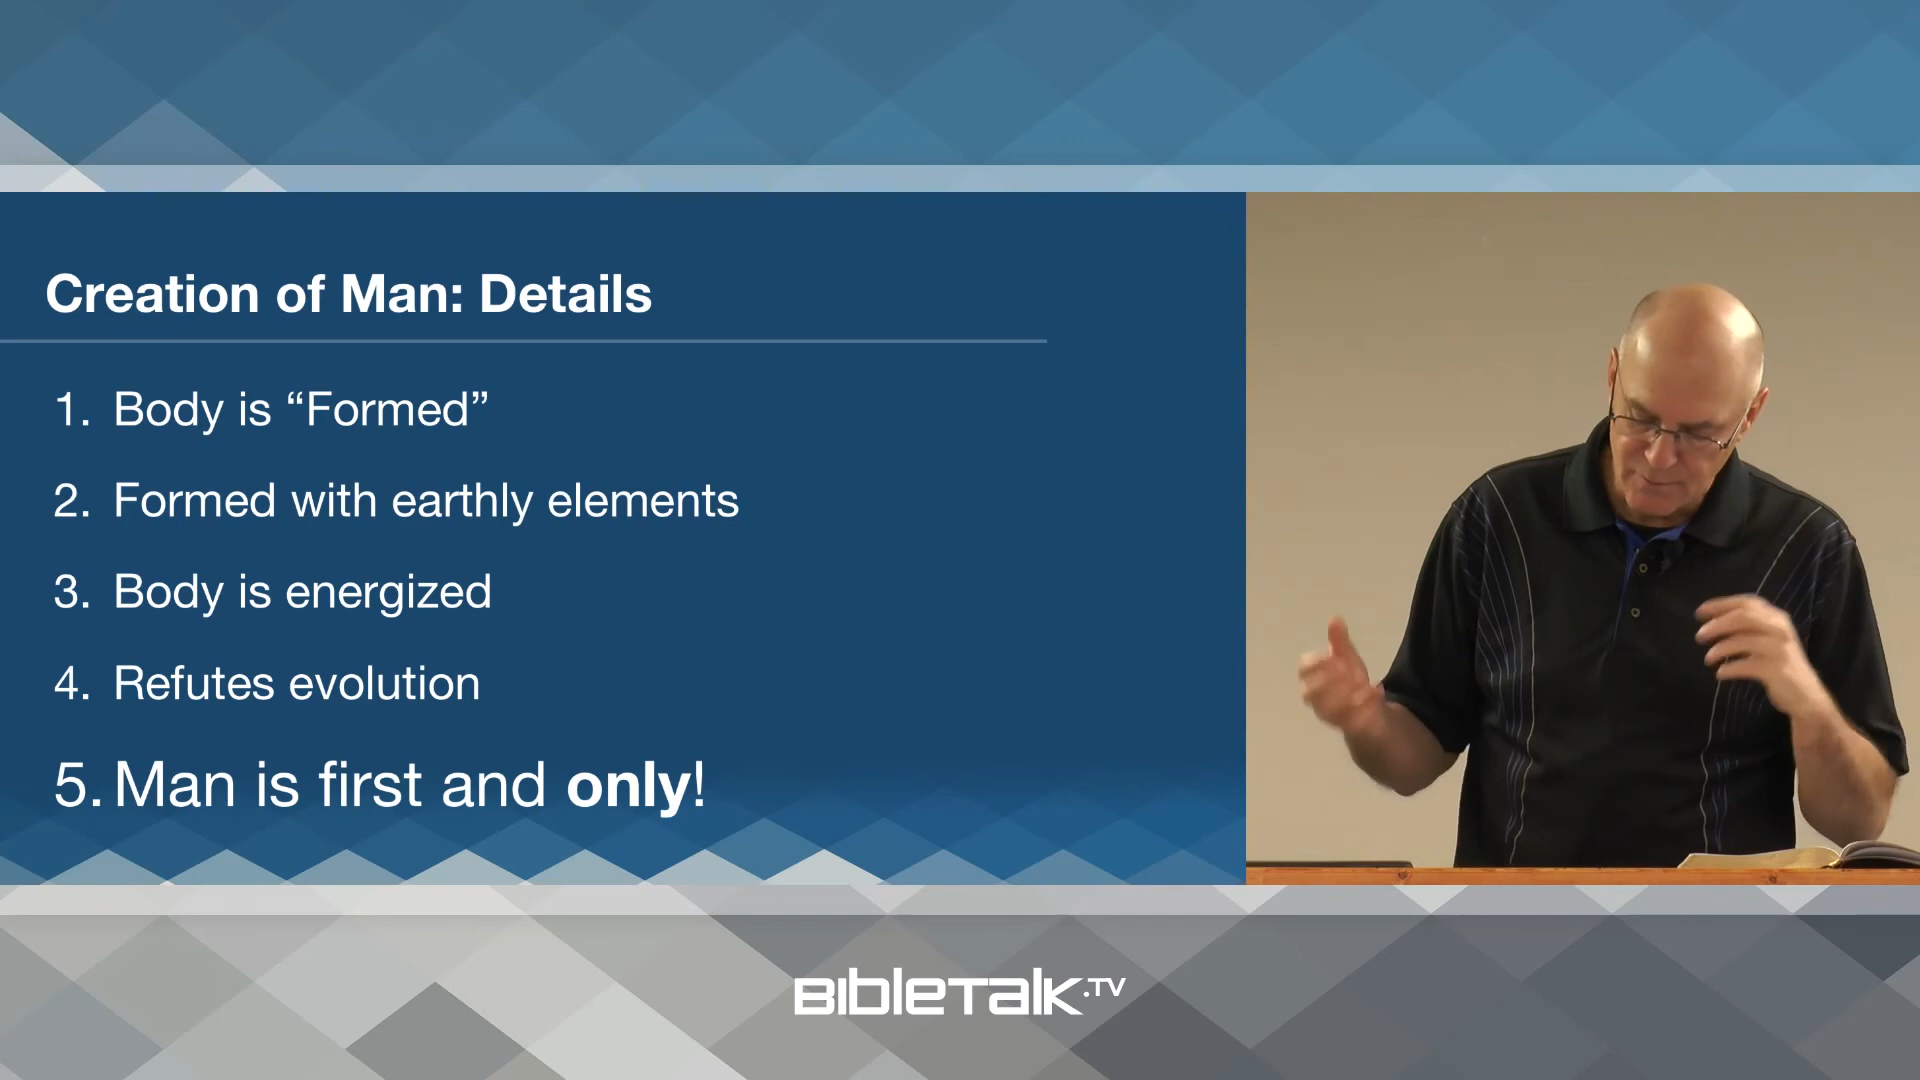 Creation of Man: Details
1. Body is “Formed”
2. Formed with earthly elements
3. Body is energized
4. Refutes evolution
5. Man is first and only!
BibleTalk.TV